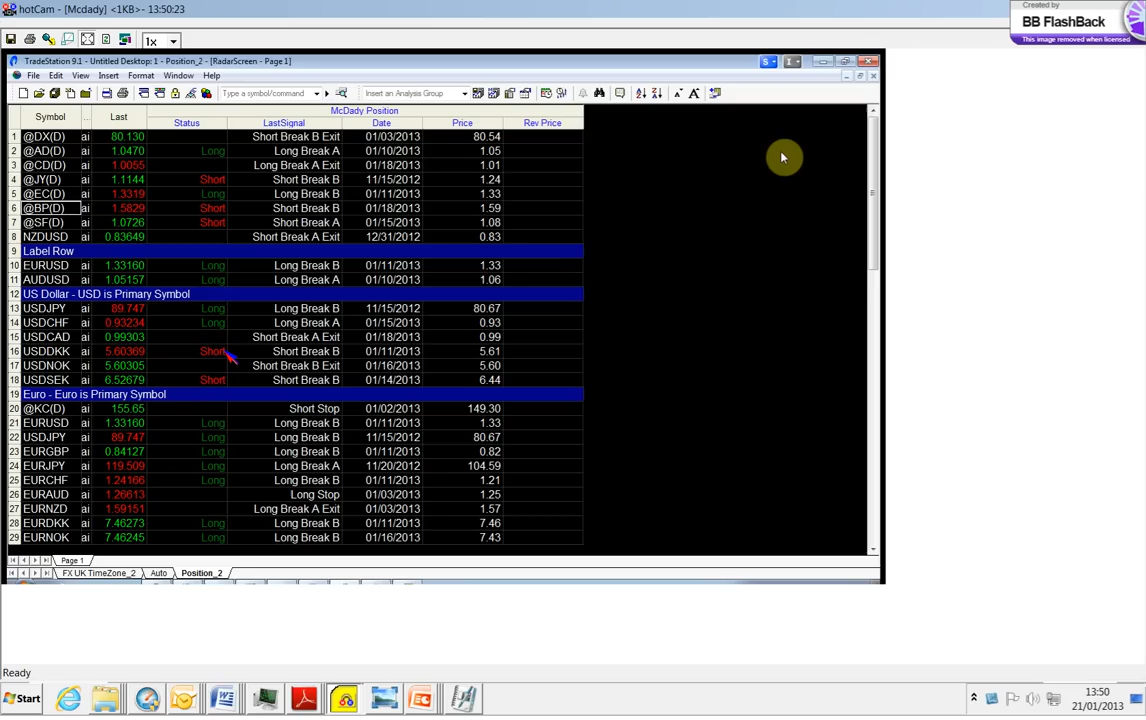 hotCam - [Mcdady] <1KB>- 13:50:23
Created by
BB FlashBack
This image removed when licensed
1x
TradeStation 9.1 - Untitled Desktop: 1 - Position_2 - [RadarScreen - Page1]
S
I
File Edit View Insert Format Window Help
Type a symbol/command
Insert an Analysis Group
Symbol ... Last McDady Position
Status LastSignal Date Price Rev Price
1 @DX(D) ai 80.130 Short Break B Exit 01/03/2013 80.54
2 @AD(D) ai 1.0470 Long Long Break A 01/10/2013 1.05
3 @CD(D) ai 1.0055 Long Break A Exit 01/18/2013 1.01
4 @JY(D) ai 1.1144 Short Short Break B 11/15/2012 1.24
5 @EC(D) ai 1.3319 Long Long Break B 01/11/2013 1.33
6 @BP(D) ai 1.5829 Short Short Break B 01/18/2013 1.59
7 @SF(D) ai 1.0726 Short Short Break A 01/15/2013 1.08
8 NZDUSD ai 0.83649 Short Break A Exit 12/31/2012 0.83
9 Label Row
10 EURUSD ai 1.33160 Long Long Break B 01/11/2013 1.33
11 AUDUSD ai 1.05157 Long Long Break A 01/10/2013 1.06
12 US Dollar - USD is Primary Symbol
13 USDJPY ai 89.747 Long Long Break B 11/15/2012 80.67
14 USDCHF ai 0.93234 Long Long Break A 01/15/2013 0.93
15 USDCAD ai 0.99303 Short Break A Exit 01/18/2013 0.99
16 USDDKK ai 5.60369 Short Short Break B 01/11/2013 5.61
17 USDNOK ai 5.60305 Short Break B Exit 01/16/2013 5.60
18 USDSEK ai 6.52679 Short Short Break B 01/14/2013 6.44
19 Euro - Euro is Primary Symbol
20 @KC(D) ai 155.65 Short Stop 01/02/2013 149.30
21 EURUSD ai 1.33160 Long Long Break B 01/11/2013 1.33
22 USDJPY ai 89.747 Long Long Break B 11/15/2012 80.67
23 EURGBP ai 0.84127 Long Long Break B 01/11/2013 0.82
24 EURJPY ai 119.509 Long Long Break A 11/20/2012 104.59
25 EURCHF ai 1.24166 Long Long Break B 01/11/2013 1.21
26 EURAUD ai 1.26613 Long Stop 01/03/2013 1.25
27 EURNZD ai 1.59151 Long Break A Exit 01/03/2013 1.57
28 EURDKK ai 7.46273 Long Long Break B 01/11/2013 7.46
29 EURNOK ai 7.46245 Long Long Break B 01/16/2013 7.43
Page 1
FX UK TimeZone_2 Auto Position_2
Ready
Start
13:50
21/01/2013